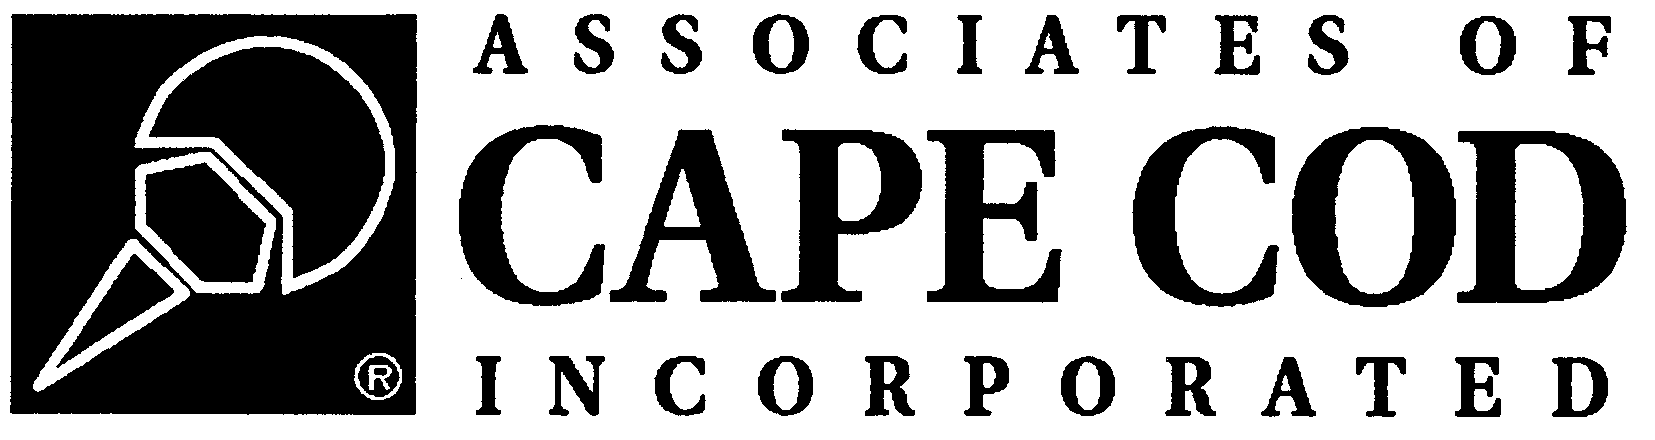 ASSOCIATES OF
CAPE COD
INCORPORATED
®